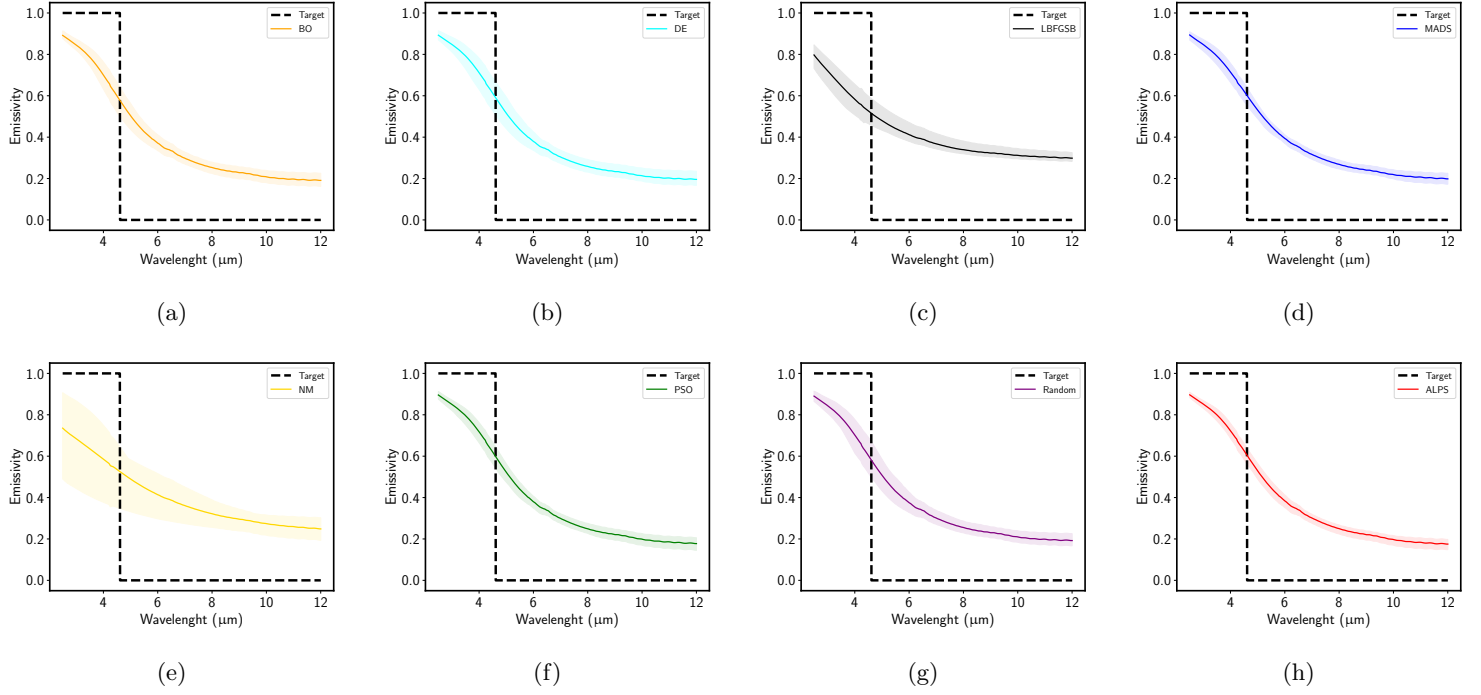 1.0
0.8
0.6
0.4
0.2
0.0
Emissivity
4 6 8 10 12
Wavelenght (μm)
Target
BO
(a)
1.0
0.8
0.6
0.4
0.2
0.0
Emissivity
4 6 8 10 12
Wavelenght (μm)
Target
DE
(b)
1.0
0.8
0.6
0.4
0.2
0.0
Emissivity
4 6 8 10 12
Wavelenght (μm)
Target
LBFGSB
(c)
1.0
0.8
0.6
0.4
0.2
0.0
Emissivity
4 6 8 10 12
Wavelenght (μm)
Target
MADS
(d)
1.0
0.8
0.6
0.4
0.2
0.0
Emissivity
4 6 8 10 12
Wavelenght (μm)
Target
NM
(e)
1.0
0.8
0.6
0.4
0.2
0.0
Emissivity
4 6 8 10 12
Wavelenght (μm)
Target
PSO
(f)
1.0
0.8
0.6
0.4
0.2
0.0
Emissivity
4 6 8 10 12
Wavelenght (μm)
Target
Random
(g)
1.0
0.8
0.6
0.4
0.2
0.0
Emissivity
4 6 8 10 12
Wavelenght (μm)
Target
ALPS
(h)